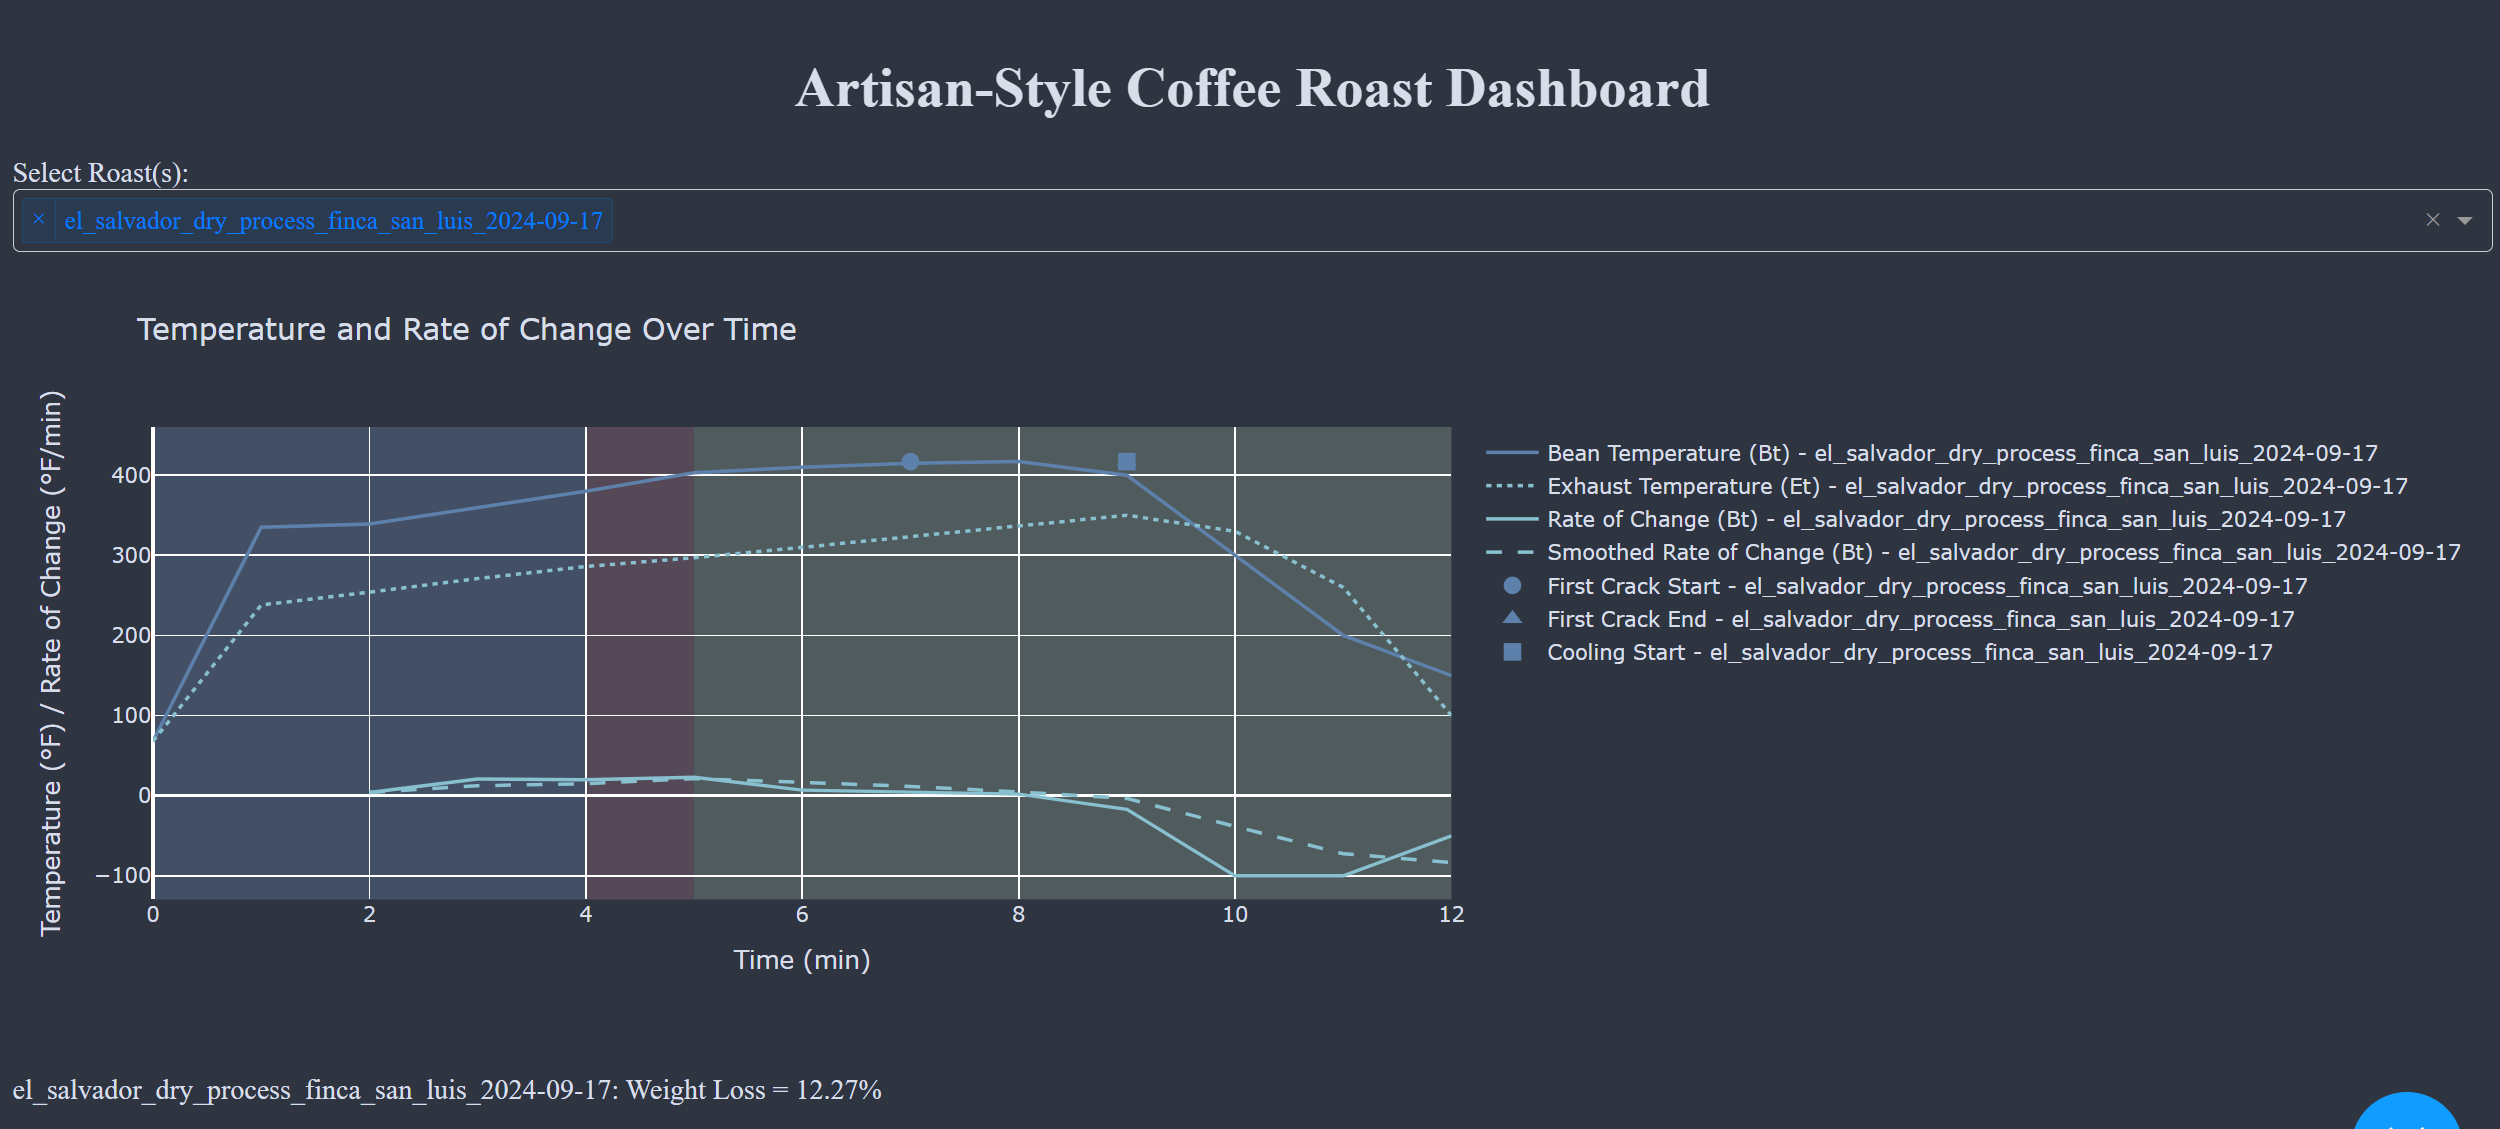 Artisan-Style Coffee Roast Dashboard
Select Roast(s):
× el_salvador_dry_process_finca_san_luis_2024-09-17 ×
Temperature and Rate of Change Over Time
Temperature (°F) / Rate of Change (°F/min)
400
300
200
100
0
−100
0 2 4 6 8 10 12
Time (min)
Bean Temperature (Bt) - el_salvador_dry_process_finca_san_luis_2024-09-17
Exhaust Temperature (Et) - el_salvador_dry_process_finca_san_luis_2024-09-17
Rate of Change (Bt) - el_salvador_dry_process_finca_san_luis_2024-09-17
Smoothed Rate of Change (Bt) - el_salvador_dry_process_finca_san_luis_2024-09-17
First Crack Start - el_salvador_dry_process_finca_san_luis_2024-09-17
First Crack End - el_salvador_dry_process_finca_san_luis_2024-09-17
Cooling Start - el_salvador_dry_process_finca_san_luis_2024-09-17
el_salvador_dry_process_finca_san_luis_2024-09-17: Weight Loss = 12.27%